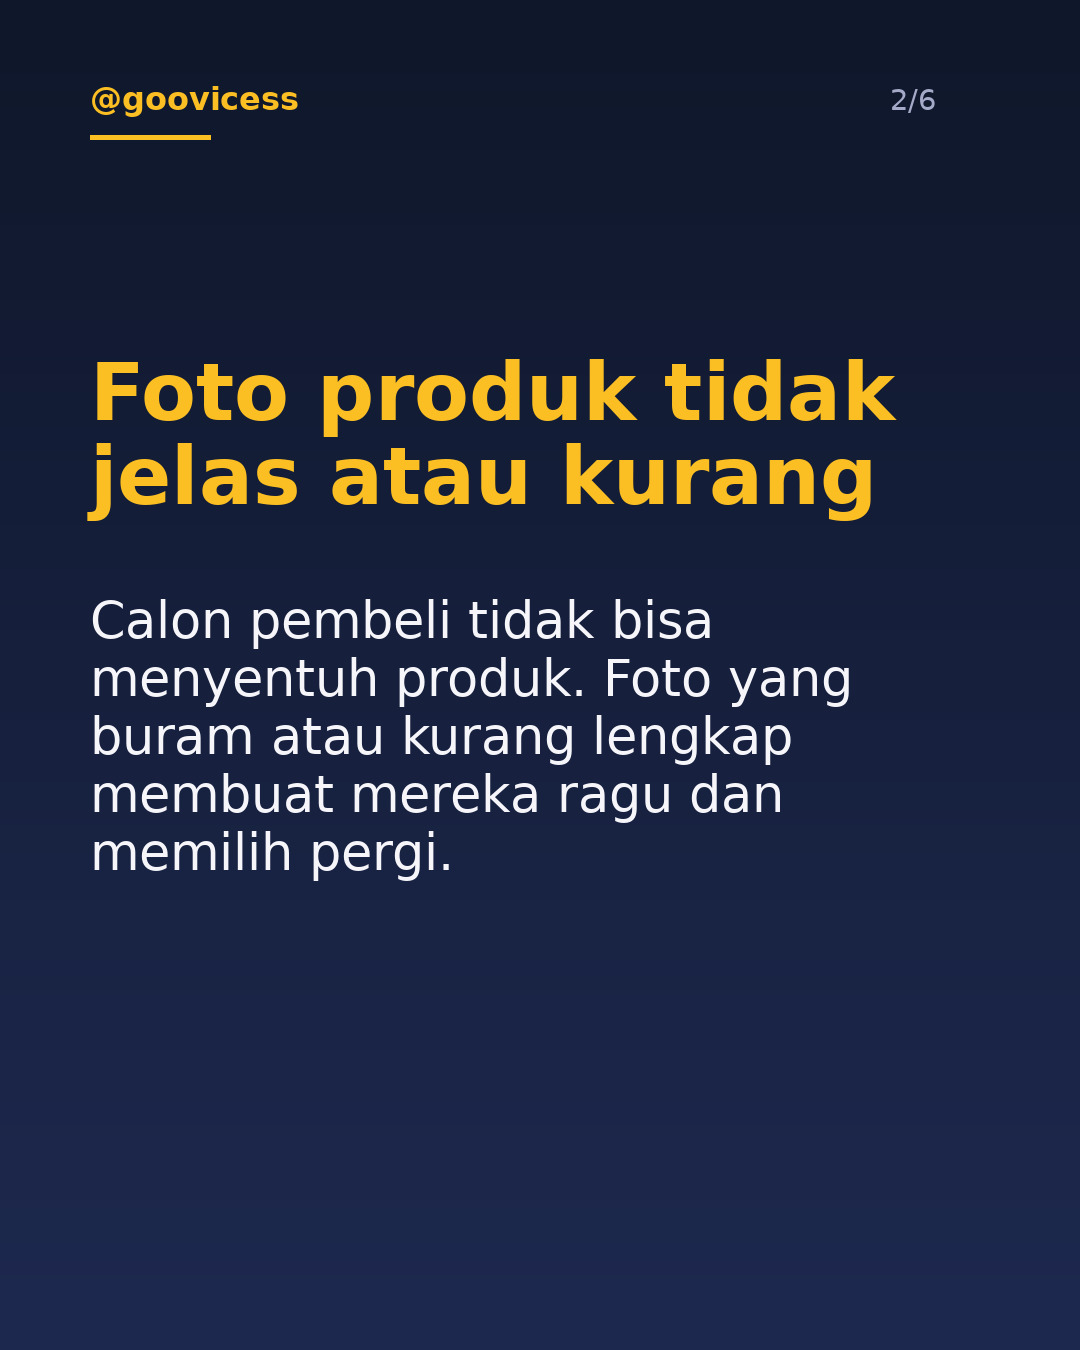 @goovicess
2/6
Foto produk tidak
jelas atau kurang
Calon pembeli tidak bisa
menyentuh produk. Foto yang
buram atau kurang lengkap
membuat mereka ragu dan
memilih pergi.